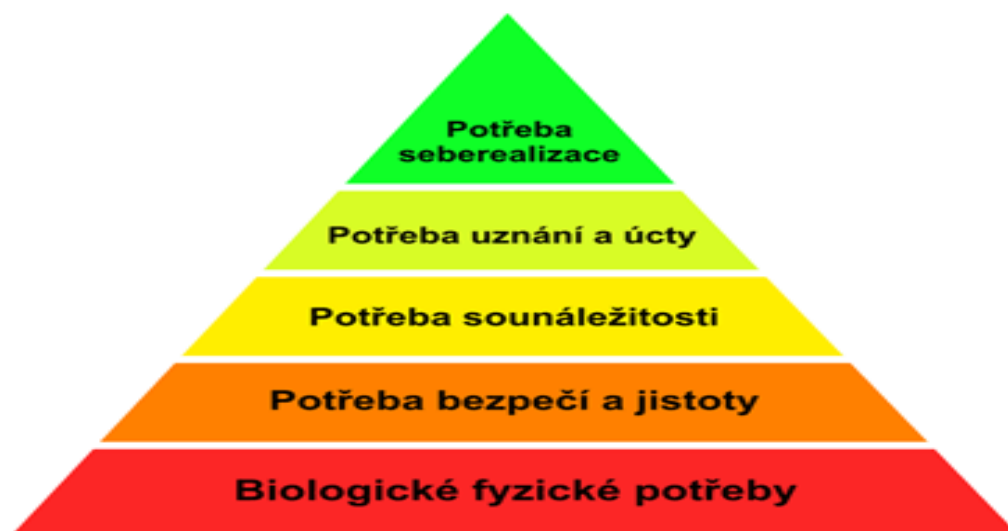 Potřeba
seberealizace
Potřeba uznání a úcty
Potřeba sounáležitosti
Potřeba bezpečí a jistoty
Biologické fyzické potřeby